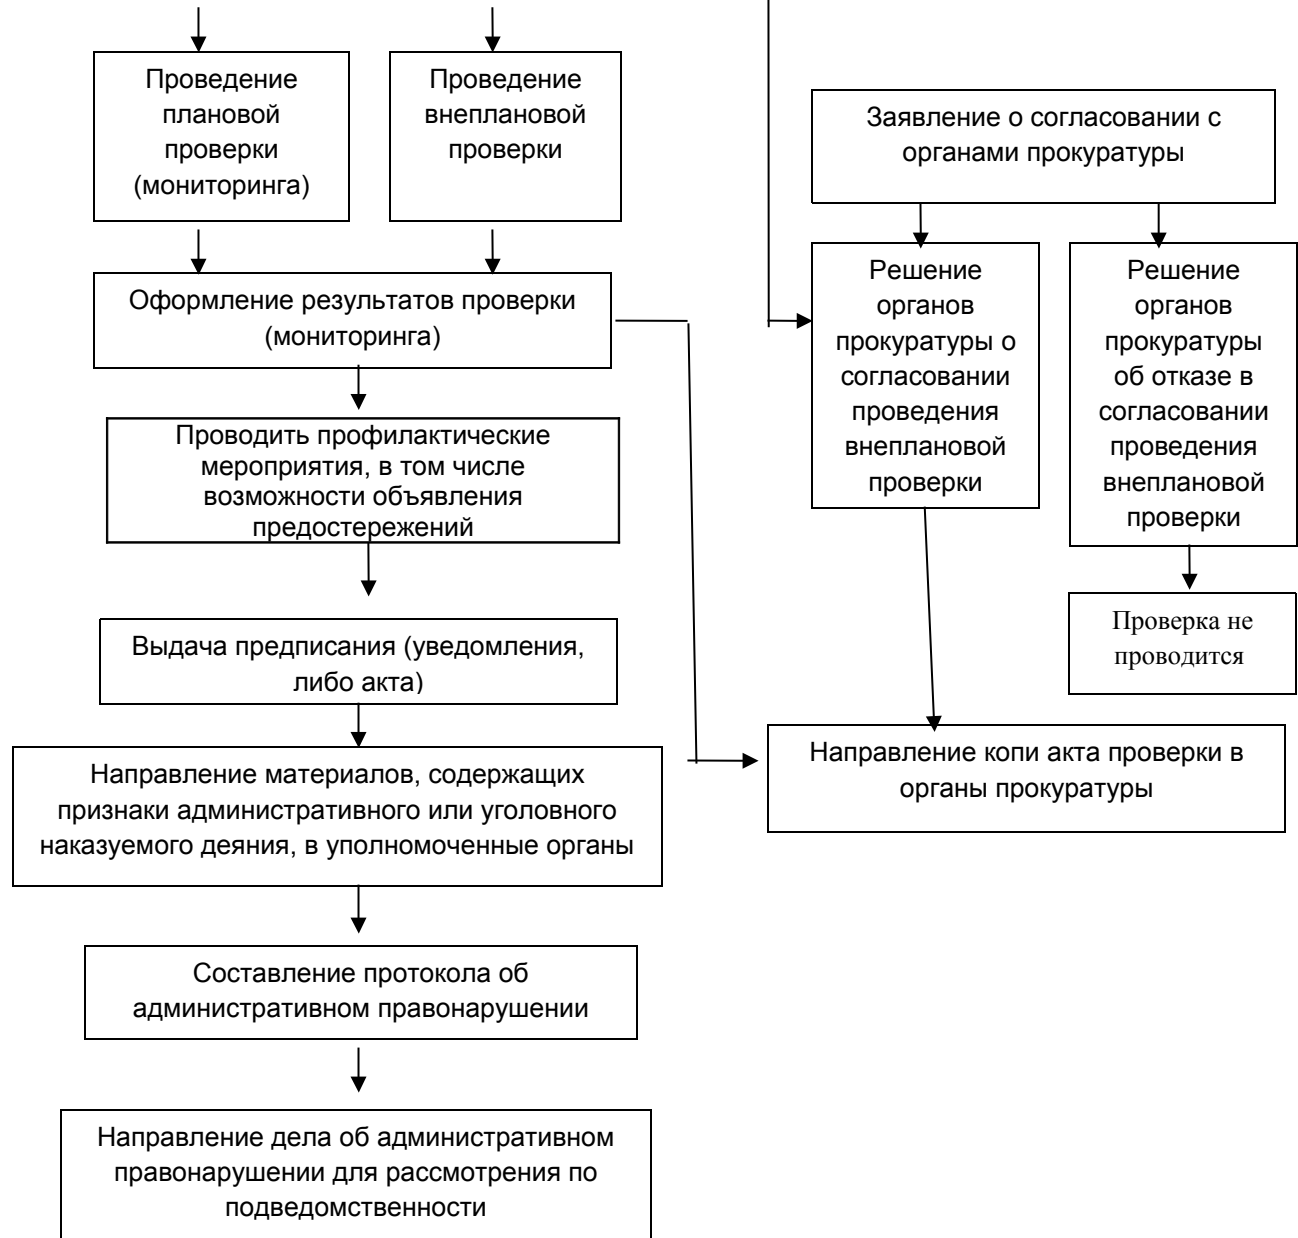 Проведение
плановой
проверки
(мониторинга)
Проведение
внеплановой
проверки
Заявление о согласовании с
органами прокуратуры
Оформление результатов проверки
(мониторинга)
Решение
органов
прокуратуры о
согласовании
проведения
внеплановой
проверки
Решение
органов
прокуратуры
об отказе в
согласовании
проведения
внеплановой
проверки
Проводить профилактические
мероприятия, в том числе
возможности объявления
предостережений
Проверка не
проводится
Выдача предписания (уведомления,
либо акта)
Направление копи акта проверки в
органы прокуратуры
Направление материалов, содержащих
признаки административного или уголовного
наказуемого деяния, в уполномоченные органы
Составление протокола об
административном правонарушении
Направление дела об административном
правонарушении для рассмотрения по
подведомственности